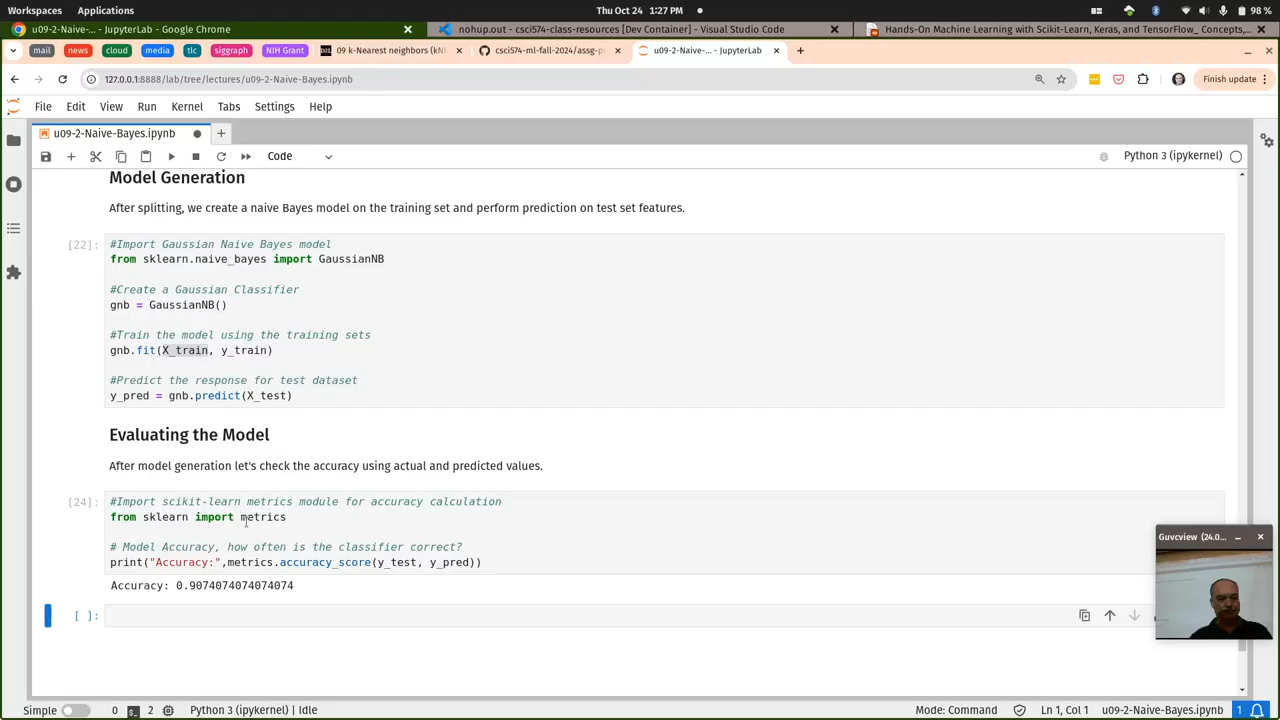 Workspaces Applications Thu Oct 24 1:27 PM 98 %
u09-2-Naive-... - JupyterLab - Google Chrome nohup.out - csci574-class-resources [Dev Container] - Visual Studio Code Hands-On Machine Learning with Scikit-Learn, Keras, and TensorFlow_ Concepts,...
mail news cloud media tlc siggraph NIH Grant 09 k-Nearest neighbors (kN csci574-ml-fall-2024/assg-p u09-2-Naive-... - JupyterLab
127.0.0.1:8888/lab/tree/lectures/u09-2-Naive-Bayes.ipynb Finish update
File Edit View Run Kernel Tabs Settings Help
u09-2-Naive-Bayes.ipynb
Code Python 3 (ipykernel)
Model Generation
After splitting, we create a naive Bayes model on the training set and perform prediction on test set features.
[22]: #Import Gaussian Naive Bayes model
from sklearn.naive_bayes import GaussianNB
#Create a Gaussian Classifier
gnb = GaussianNB()
#Train the model using the training sets
gnb.fit(X_train, y_train)
#Predict the response for test dataset
y_pred = gnb.predict(X_test)
Evaluating the Model
After model generation let's check the accuracy using actual and predicted values.
[24]: #Import scikit-learn metrics module for accuracy calculation
from sklearn import metrics
# Model Accuracy, how often is the classifier correct?
print("Accuracy:",metrics.accuracy_score(y_test, y_pred))
Accuracy: 0.9074074074074074
[ ]:
Guvcview (24.0...
Simple 0 2 Python 3 (ipykernel) | Idle Mode: Command Ln 1, Col 1 u09-2-Naive-Bayes.ipynb 1